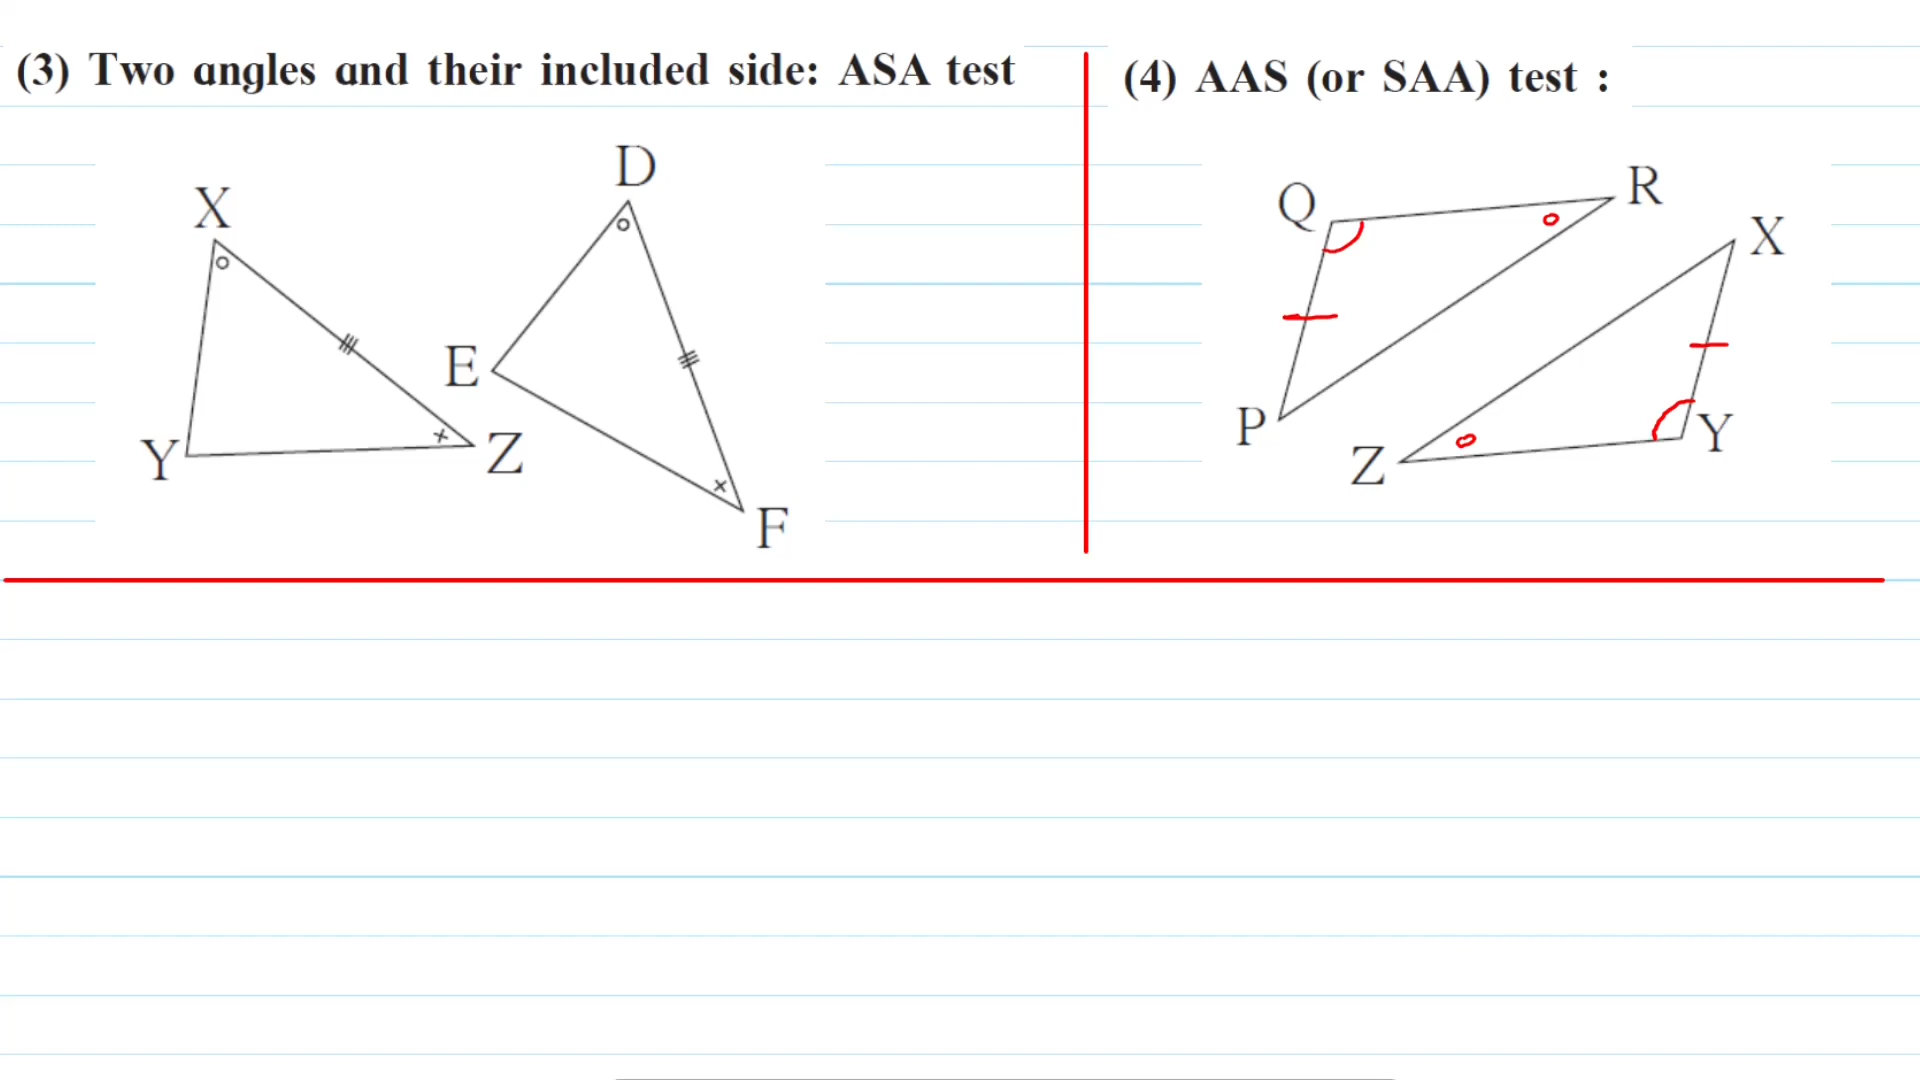 (3) Two angles and their included side: ASA test
X
Y
Z
D
E
F
(4) AAS (or SAA) test :
Q
R
P
X
Y
Z